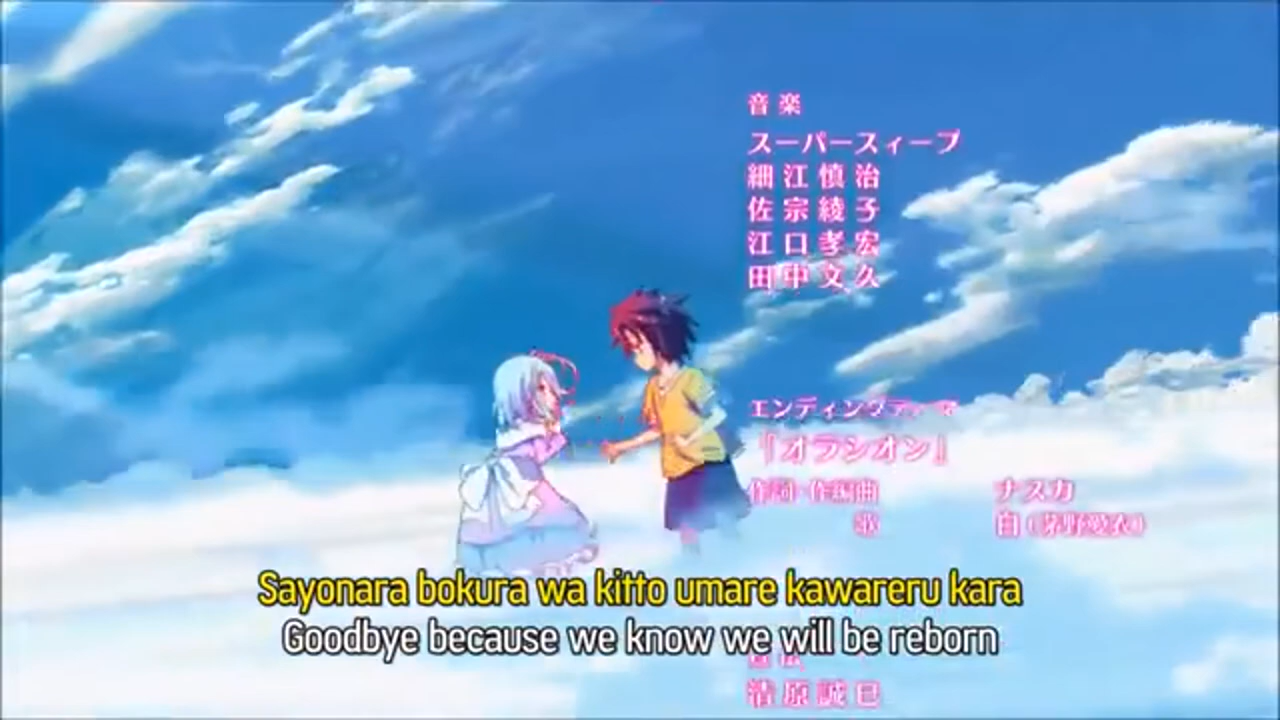 音楽
スーパースィープ
細江慎治
佐宗綾子
江口孝宏
田中文久
エンディングテーマ
「オラシオン」
作詞・作編曲 ナスカ
歌 白(茅野愛衣)
Sayonara bokura wa kitto umare kawareru kara
Goodbye because we know we will be reborn
清原誠巳